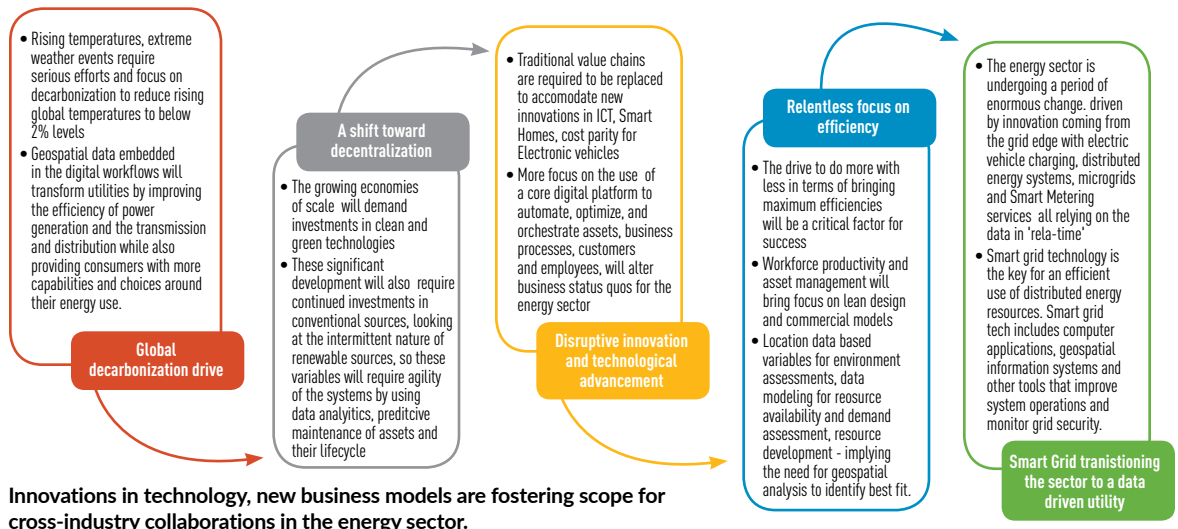 • Rising temperatures, extreme
weather events require
serious efforts and focus on
decarbonization to reduce rising
global temperatures to below
2% levels
• Geospatial data embedded
in the digital workflows will
transform utilities by improving
the efficiency of power
generation and the transmission
and distribution while also
providing consumers with more
capabilities and choices around
their energy use.
Global
decarbonization drive
A shift toward
decentralization
• The growing economies
of scale will demand
investments in clean and
green technologies
• These significant
development will also require
continued investments in
conventional sources, looking
at the intermittent nature of
renewable sources, so these
variables will require agility
of the systems by using
data analyitics, preditcive
maintenance of assets and
their lifecycle
• Traditional value chains
are required to be replaced
to accomodate new
innovations in ICT, Smart
Homes, cost parity for
Electronic vehicles
• More focus on the use of
a core digital platform to
automate, optimize, and
orchestrate assets, business
processes, customers
and employees, will alter
business status quos for the
energy sector
Disruptive innovation
and technological
advancement
Relentless focus on
efficiency
• The drive to do more with
less in terms of bringing
maximum efficiencies
will be a critical factor for
success
• Workforce productivity and
asset management will
bring focus on lean design
and commercial models
• Location data based
variables for environment
assessments, data
modeling for reosurce
availability and demand
assessment, resource
development - implying
the need for geospatial
analysis to identify best fit.
• The energy sector is
undergoing a period of
enormous change. driven
by innovation coming from
the grid edge with electric
vehicle charging, distributed
energy systems, microgrids
and Smart Metering
services all relying on the
data in 'rela-time'
• Smart grid technology is
the key for an efficient
use of distributed energy
resources. Smart grid
tech includes computer
applications, geospatial
information systems and
other tools that improve
system operations and
monitor grid security.
Smart Grid tranistioning
the sector to a data
driven utility
Innovations in technology, new business models are fostering scope for
cross-industry collaborations in the energy sector.